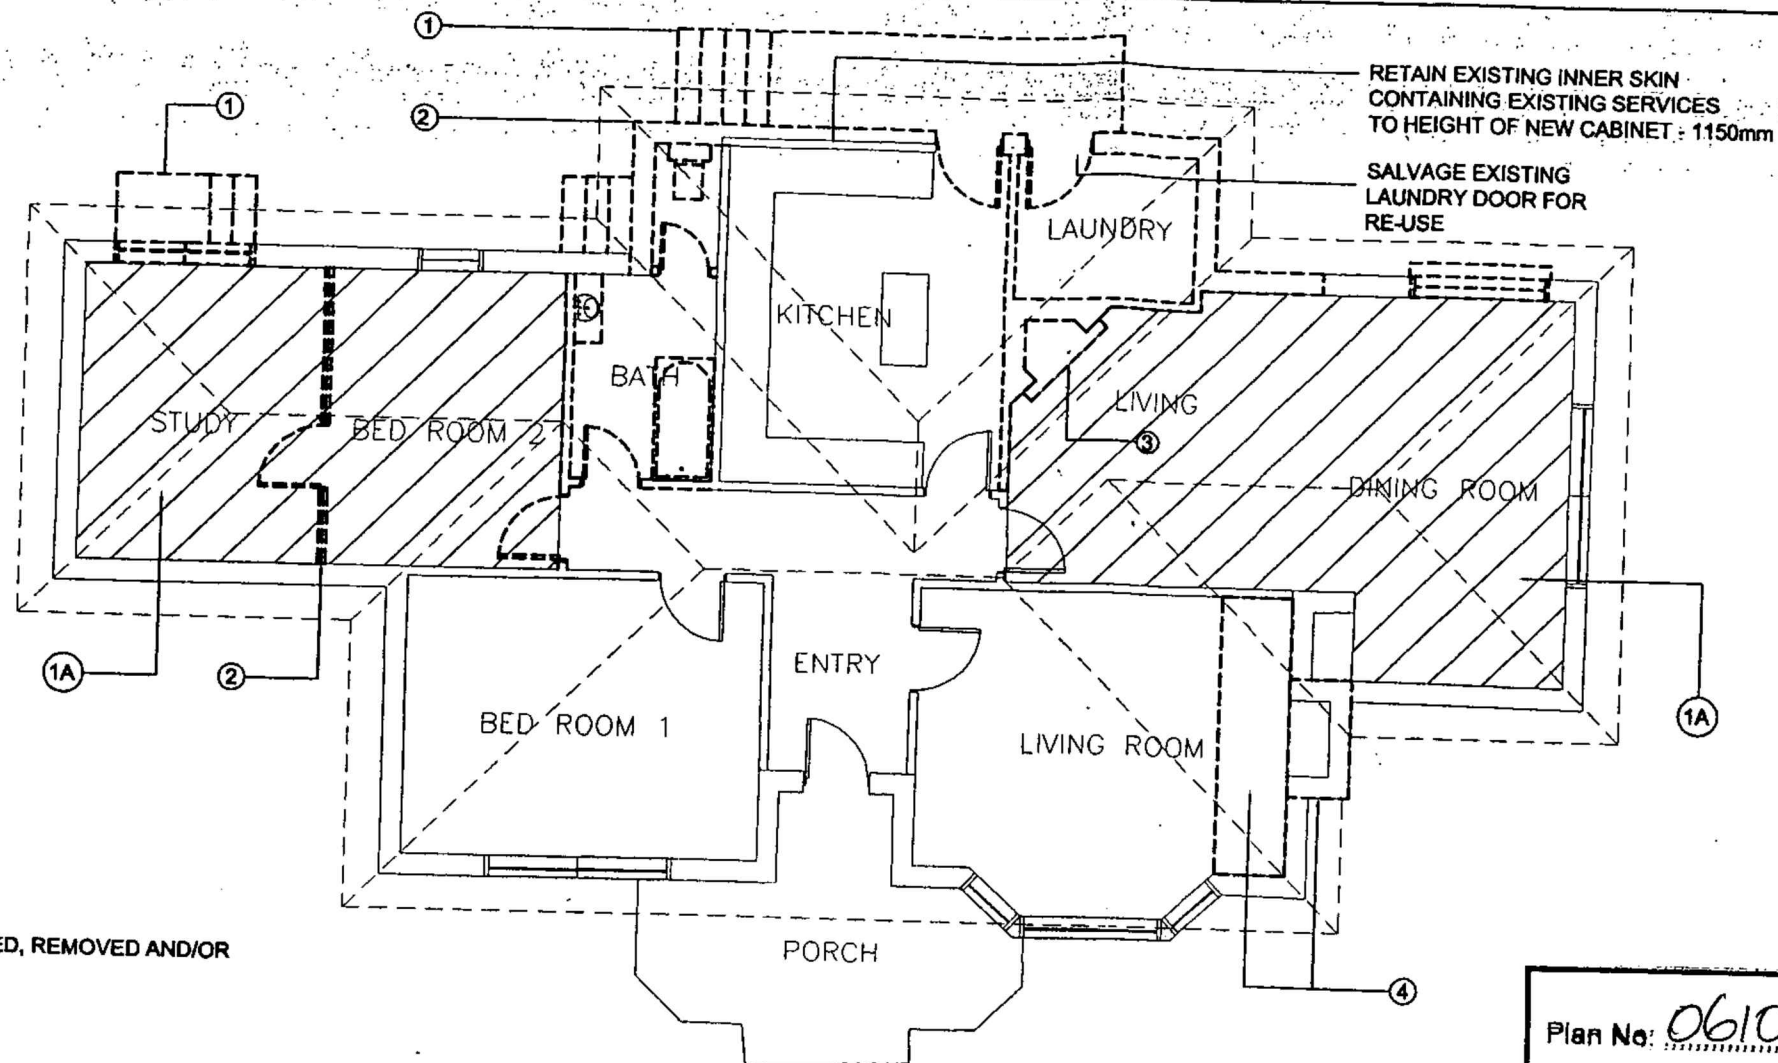 1
RETAIN EXISTING INNER SKIN
CONTAINING EXISTING SERVICES
TO HEIGHT OF NEW CABINET - 1150mm
1
2
SALVAGE EXISTING
LAUNDRY DOOR FOR
RE-USE
LAUNDRY
KITCHEN
BATH
LIVING
STUDY
BED ROOM 2
3
DINING ROOM
1A
2
ENTRY
BED ROOM 1
LIVING ROOM
1A
ED, REMOVED AND/OR
PORCH
4
Plan No: 0610